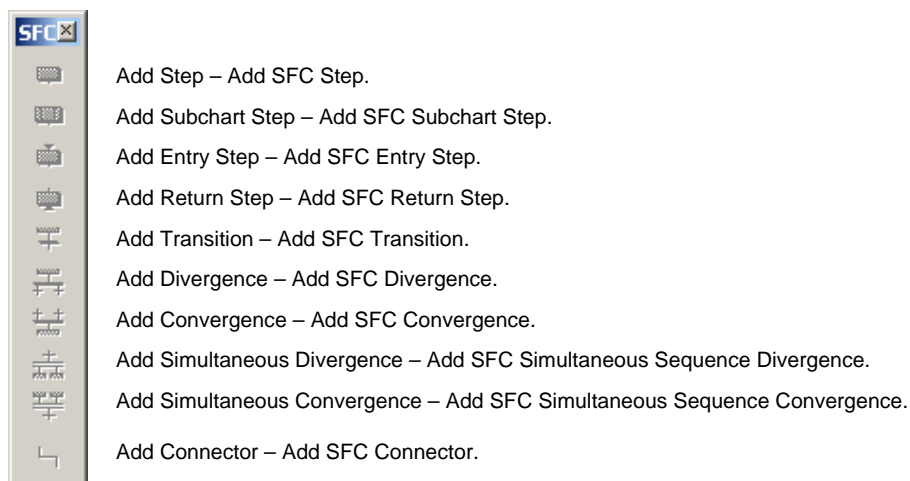 SFC
Add Step – Add SFC Step.
Add Subchart Step – Add SFC Subchart Step.
Add Entry Step – Add SFC Entry Step.
Add Return Step – Add SFC Return Step.
Add Transition – Add SFC Transition.
Add Divergence – Add SFC Divergence.
Add Convergence – Add SFC Convergence.
Add Simultaneous Divergence – Add SFC Simultaneous Sequence Divergence.
Add Simultaneous Convergence – Add SFC Simultaneous Sequence Convergence.
Add Connector – Add SFC Connector.